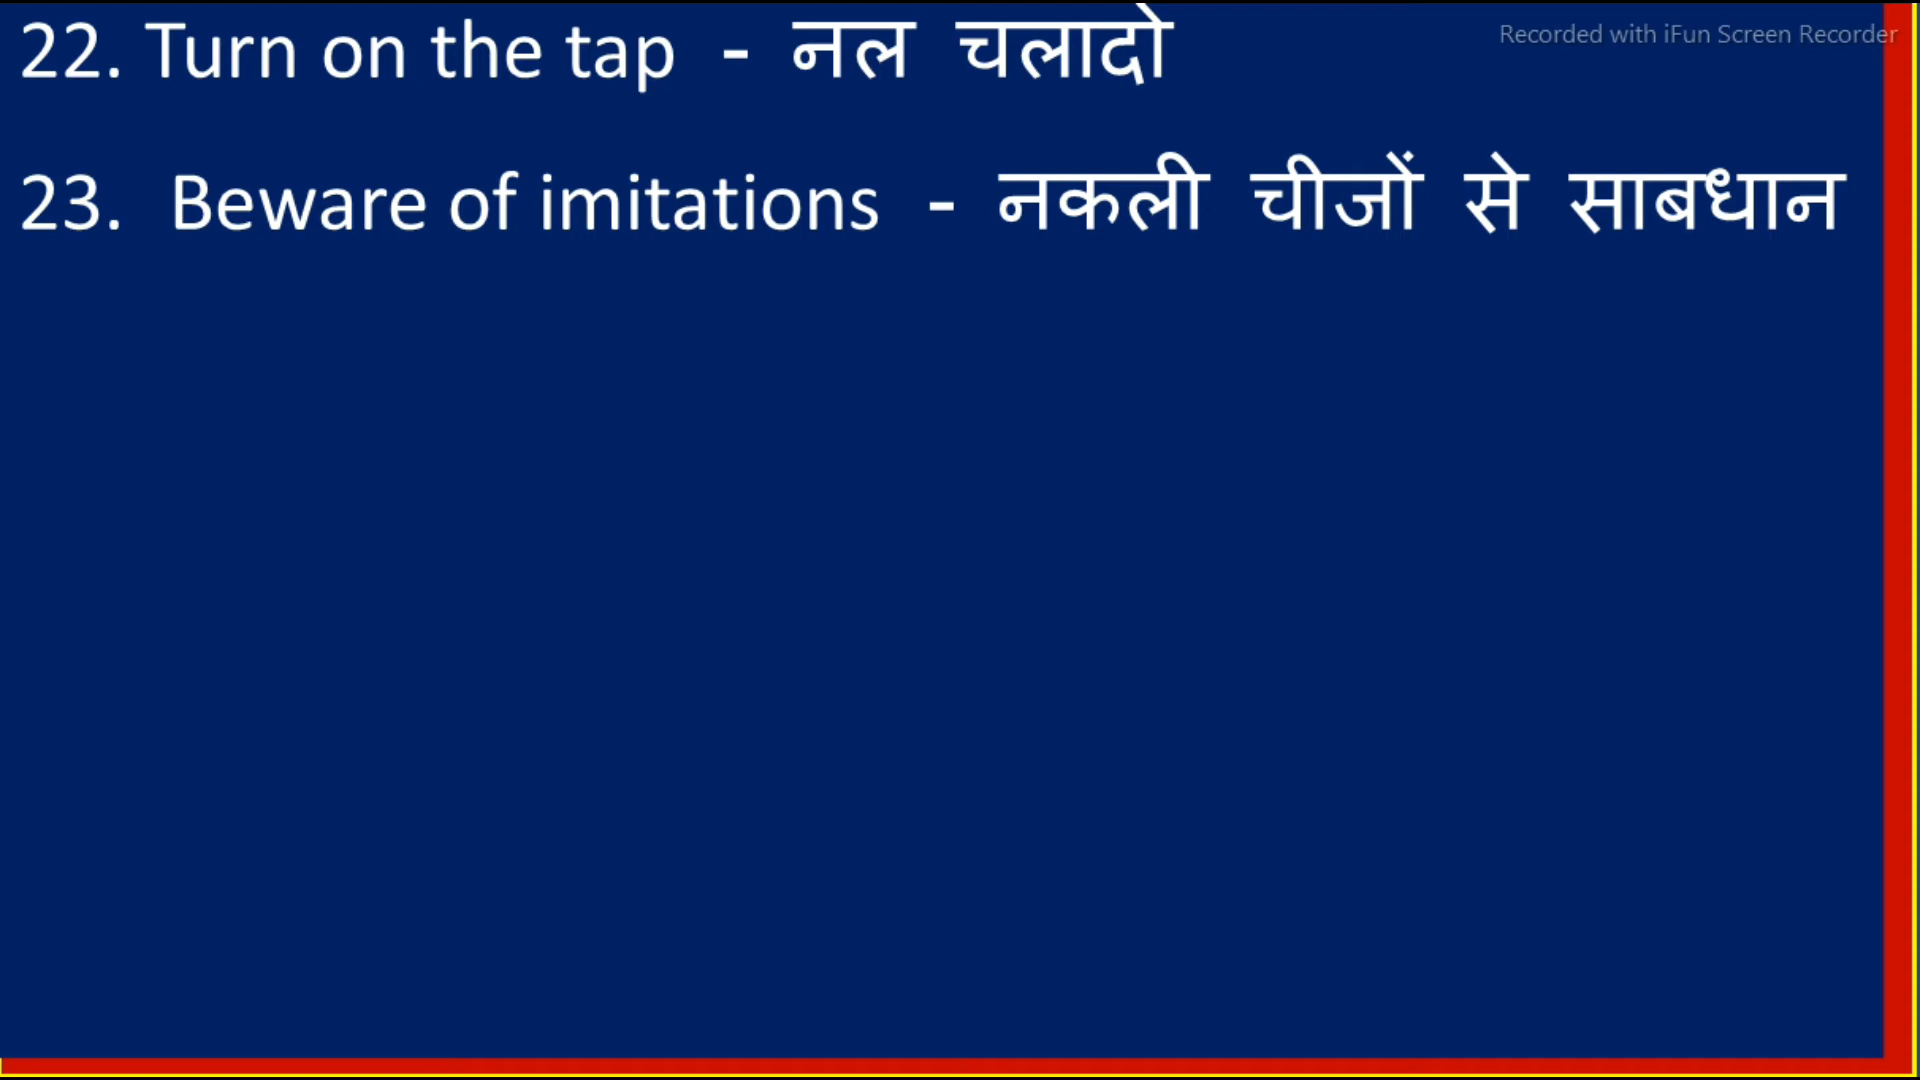 22. Turn on the tap - नल चलादो
Recorded with iFun Screen Recorder
23. Beware of imitations - नकली चीजों से साबधान